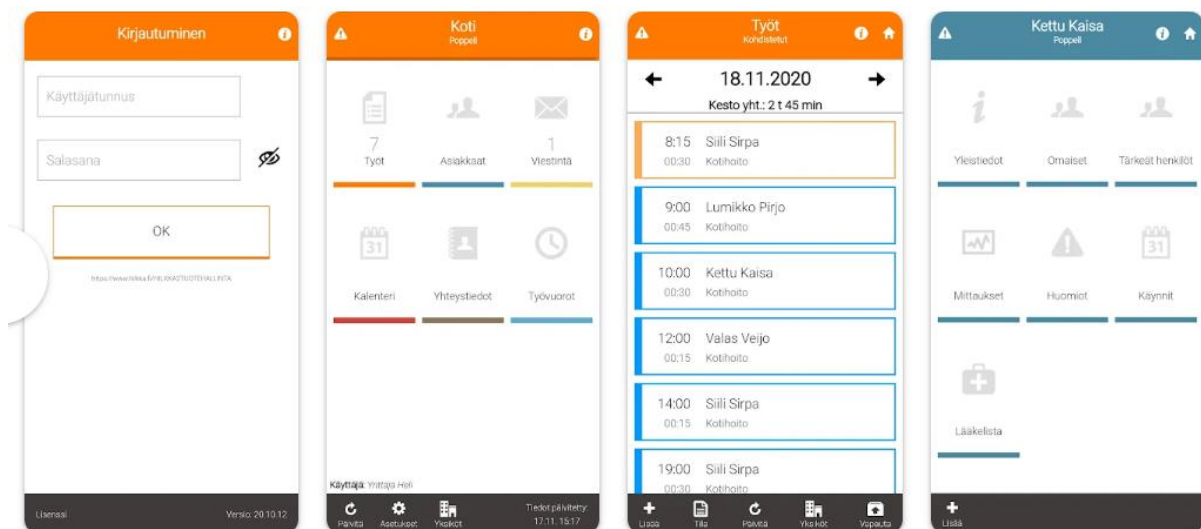 Kirjautuminen
Käyttäjätunnus
Salasana
OK
Lisenssi
Versio: 20.10.12
Koti
Poppeli
7
Työt
Asiakkaat
1
Viestintä
31
Kalenteri
Yhteystiedot
Työvuorot
Käyttäjä: Yrittäjä Heli
Päivitä
Asetukset
Yksiköt
Tiedot päivitetty:
17.11. 15:17
Työt
Kohdistetut
18.11.2020
Kesto yht.: 2 t 45 min
8:15 Siili Sirpa
00:30 Kotihoito
9:00 Lumikko Pirjo
00:45 Kotihoito
10:00 Kettu Kaisa
00:30 Kotihoito
12:00 Valas Veijo
00:15 Kotihoito
14:00 Siili Sirpa
00:15 Kotihoito
19:00 Siili Sirpa
00:30 Kotihoito
Lisää
Tila
Päivitä
Yksiköt
Vapauta
Kettu Kaisa
Poppeli
Yleistiedot
Omaiset
Tärkeät henkilöt
31
Mittaukset
Huomiot
Käynnit
Lääkelista
Lisää